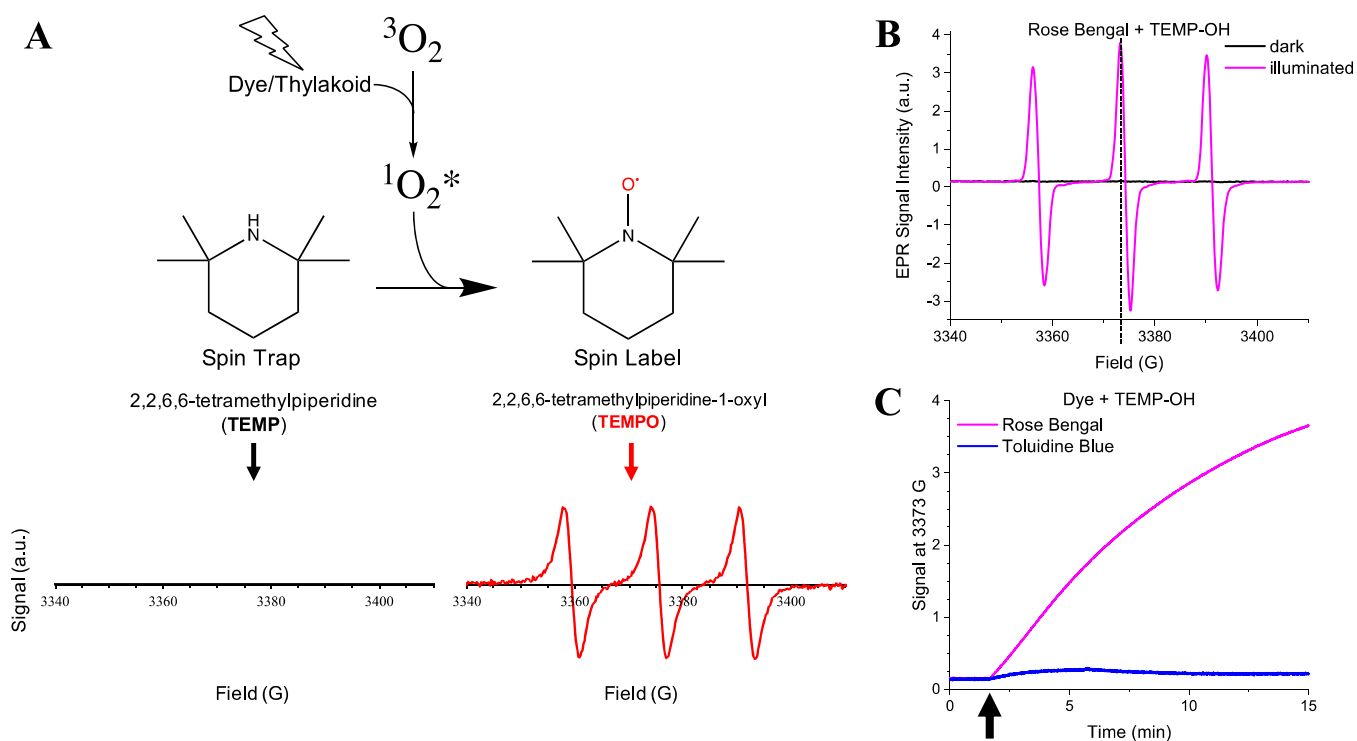 A
³O₂
Dye/Thylakoid
¹O₂*
H
N
O•
N
Spin Trap
Spin Label
2,2,6,6-tetramethylpiperidine
(TEMP)
2,2,6,6-tetramethylpiperidine-1-oxyl
(TEMPO)
Signal (a.u.)
3340 3360 3380 3400
Field (G)
3340 3360 3380 3400
Field (G)
B
Rose Bengal + TEMP-OH
dark
illuminated
EPR Signal Intensity (a.u.)
4
3
2
1
0
-1
-2
-3
3340 3360 3380 3400
Field (G)
C
Dye + TEMP-OH
Rose Bengal
Toluidine Blue
Signal at 3373 G
4
3
2
1
0
0 5 10 15
Time (min)